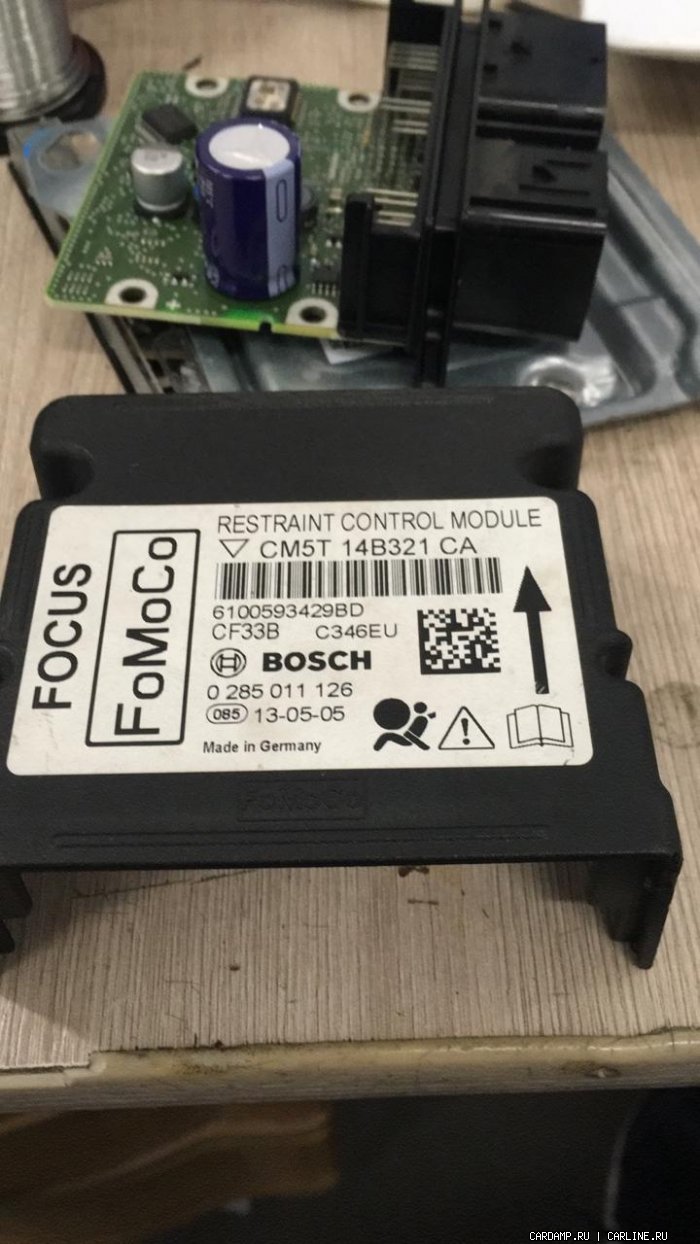 RESTRAINT CONTROL MODULE
CM5T 14B321 CA
6100593429BD
CF33B C346EU
BOSCH
0 285 011 126
085 13-05-05
Made in Germany
FOCUS
FoMoCo
FoMoCo
CARDAMP.RU | CARLINE.RU